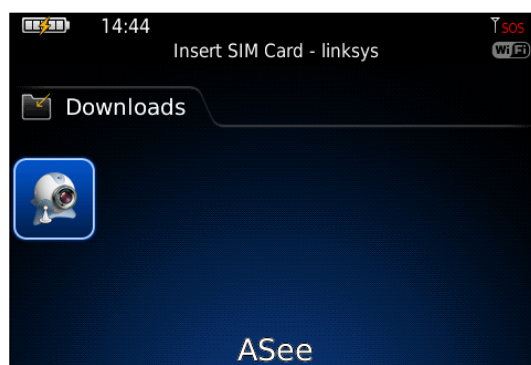 14:44
SOS
Insert SIM Card - linksys
WiFi
Downloads
ASee